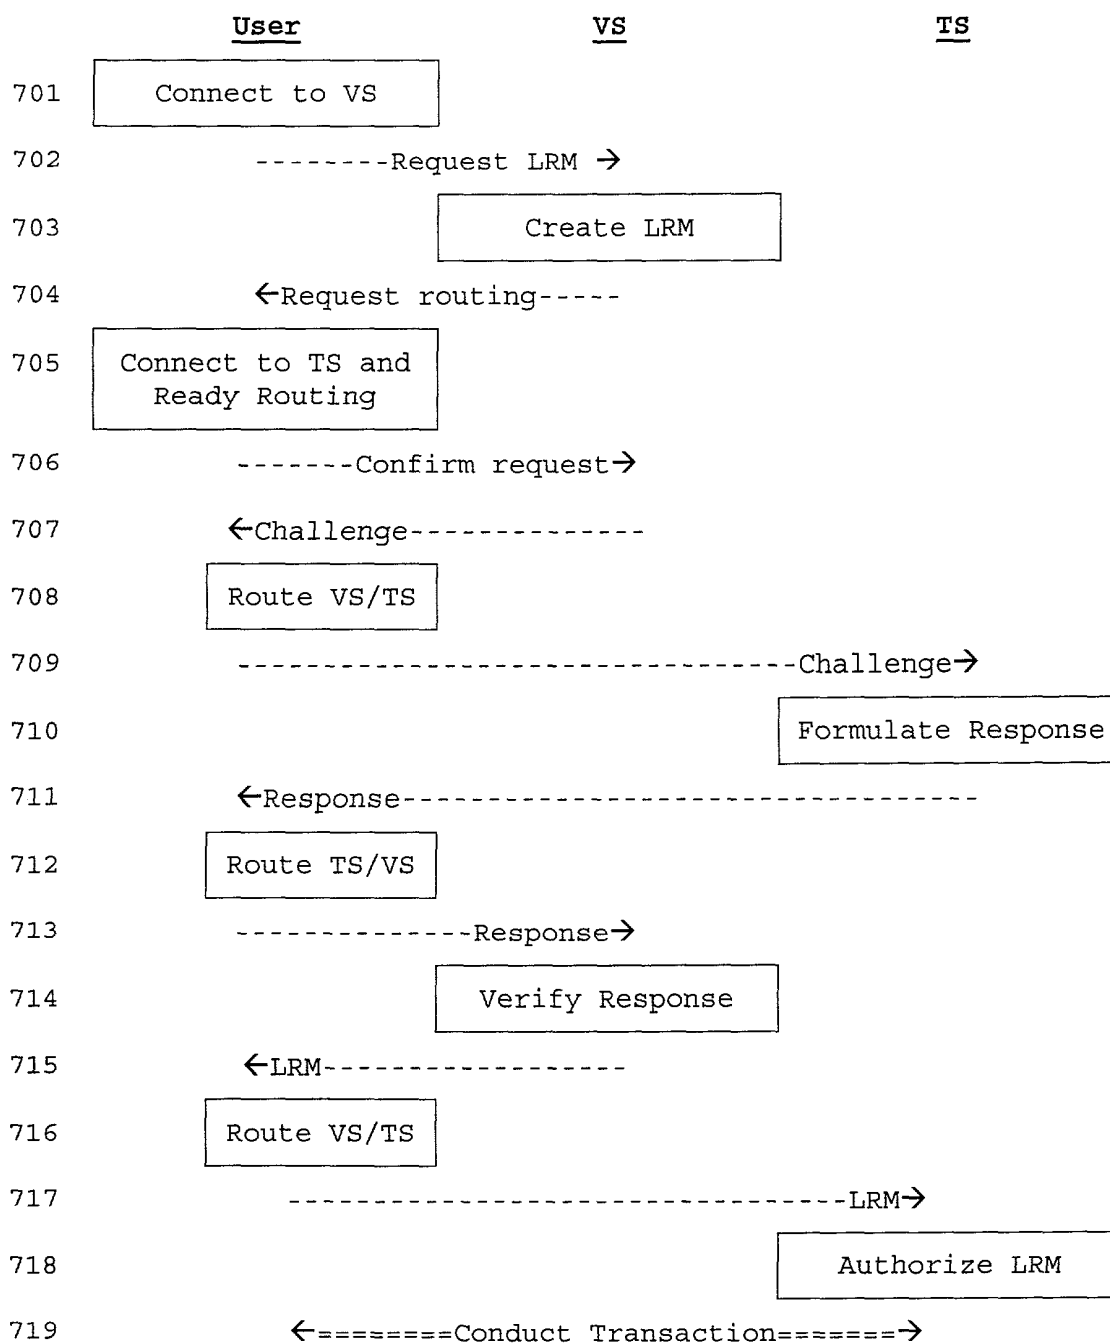 User VS TS
701 Connect to VS
702 --------Request LRM →
703 Create LRM
704 ←Request routing-----
705 Connect to TS and
Ready Routing
706 -------Confirm request→
707 ←Challenge------------
708 Route VS/TS
709 -----------------------------Challenge→
710 Formulate Response
711 ←Response------------------------------
712 Route TS/VS
713 -------------Response→
714 Verify Response
715 ←LRM------------------
716 Route VS/TS
717 -------------------------------LRM→
718 Authorize LRM
719 ←========Conduct Transaction=======→